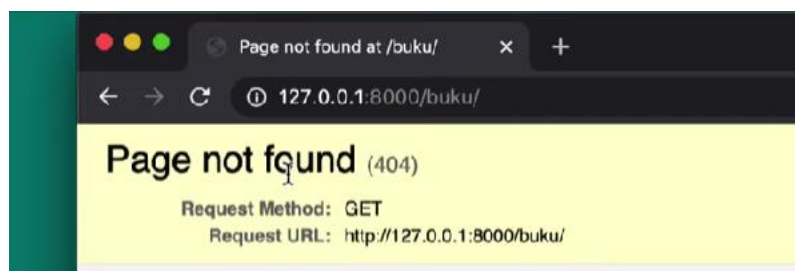 Page not found at /buku/
127.0.0.1:8000/buku/
Page not found (404)
Request Method: GET
Request URL: http://127.0.0.1:8000/buku/